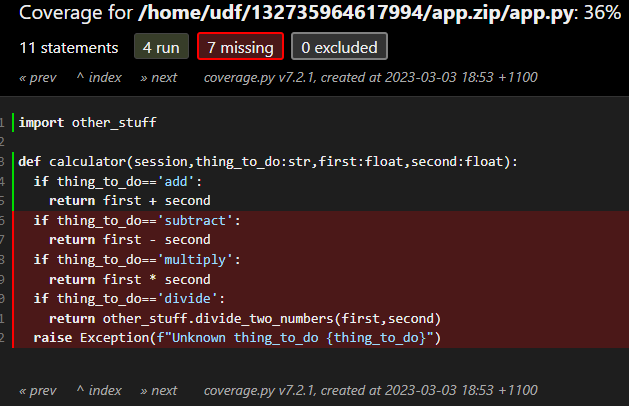 Coverage for /home/udf/132735964617994/app.zip/app.py: 36%
11 statements 4 run 7 missing 0 excluded
« prev ^ index » next coverage.py v7.2.1, created at 2023-03-03 18:53 +1100
1 import other_stuff
2
3 def calculator(session,thing_to_do:str,first:float,second:float):
4 if thing_to_do=='add':
5 return first + second
6 if thing_to_do=='subtract':
7 return first - second
8 if thing_to_do=='multiply':
9 return first * second
0 if thing_to_do=='divide':
1 return other_stuff.divide_two_numbers(first,second)
2 raise Exception(f"Unknown thing_to_do {thing_to_do}")
« prev ^ index » next coverage.py v7.2.1, created at 2023-03-03 18:53 +1100